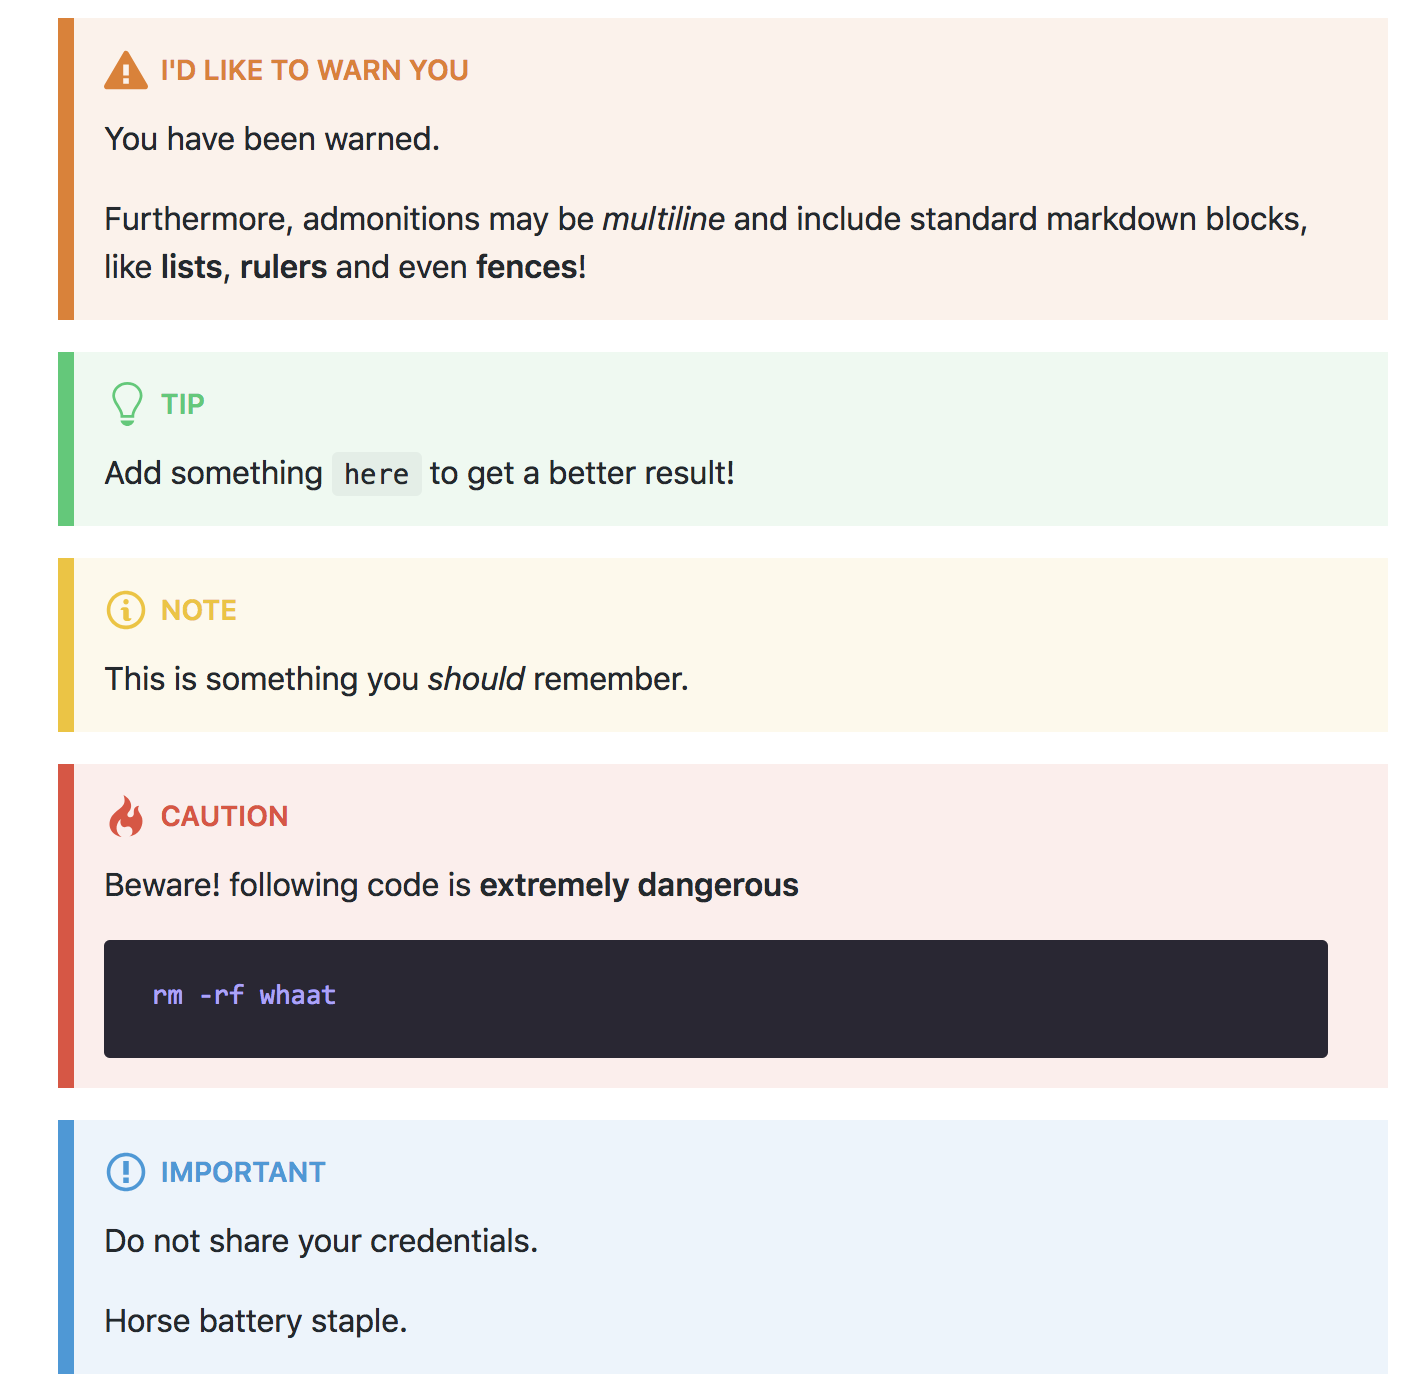 I'D LIKE TO WARN YOU
You have been warned.
Furthermore, admonitions may be multiline and include standard markdown blocks,
like lists, rulers and even fences!
TIP
Add something here to get a better result!
NOTE
This is something you should remember.
CAUTION
Beware! following code is extremely dangerous
rm -rf whaat
IMPORTANT
Do not share your credentials.
Horse battery staple.